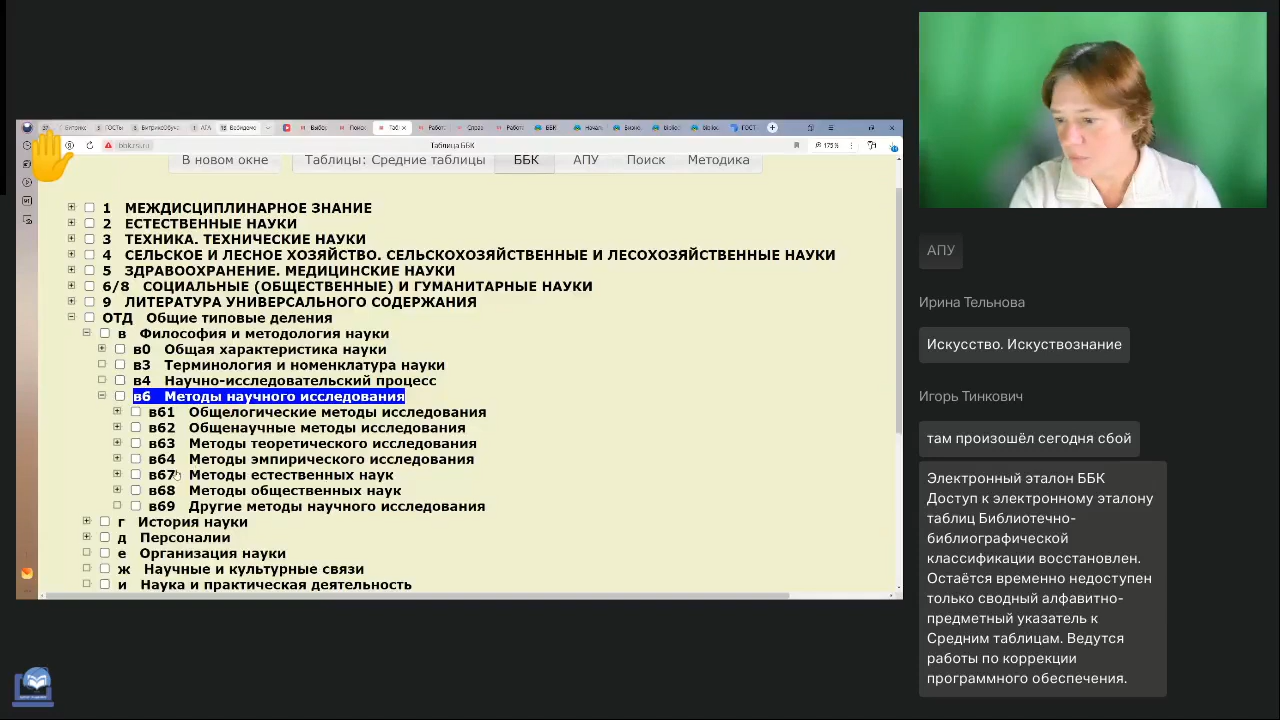 bbk.rsl.ru
Таблица ББК
175%
В новом окне
Таблицы: Средние таблицы
ББК
АПУ
Поиск
Методика
1 МЕЖДИСЦИПЛИНАРНОЕ ЗНАНИЕ
2 ЕСТЕСТВЕННЫЕ НАУКИ
3 ТЕХНИКА. ТЕХНИЧЕСКИЕ НАУКИ
4 СЕЛЬСКОЕ И ЛЕСНОЕ ХОЗЯЙСТВО. СЕЛЬСКОХОЗЯЙСТВЕННЫЕ И ЛЕСОХОЗЯЙСТВЕННЫЕ НАУКИ
5 ЗДРАВООХРАНЕНИЕ. МЕДИЦИНСКИЕ НАУКИ
6/8 СОЦИАЛЬНЫЕ (ОБЩЕСТВЕННЫЕ) И ГУМАНИТАРНЫЕ НАУКИ
9 ЛИТЕРАТУРА УНИВЕРСАЛЬНОГО СОДЕРЖАНИЯ
ОТД Общие типовые деления
в Философия и методология науки
в0 Общая характеристика науки
в3 Терминология и номенклатура науки
в4 Научно-исследовательский процесс
в6 Методы научного исследования
в61 Общелогические методы исследования
в62 Общенаучные методы исследования
в63 Методы теоретического исследования
в64 Методы эмпирического исследования
в67 Методы естественных наук
в68 Методы общественных наук
в69 Другие методы научного исследования
г История науки
д Персоналии
е Организация науки
ж Научные и культурные связи
и Наука и практическая деятельность
АПУ
Ирина Тельнова
Искусство. Искуствознание
Игорь Тинкович
там произошёл сегодня сбой
Электронный эталон ББК
Доступ к электронному эталону
таблиц Библиотечно-
библиографической
классификации восстановлен.
Остаётся временно недоступен
только сводный алфавитно-
предметный указатель к
Средним таблицам. Ведутся
работы по коррекции
программного обеспечения.